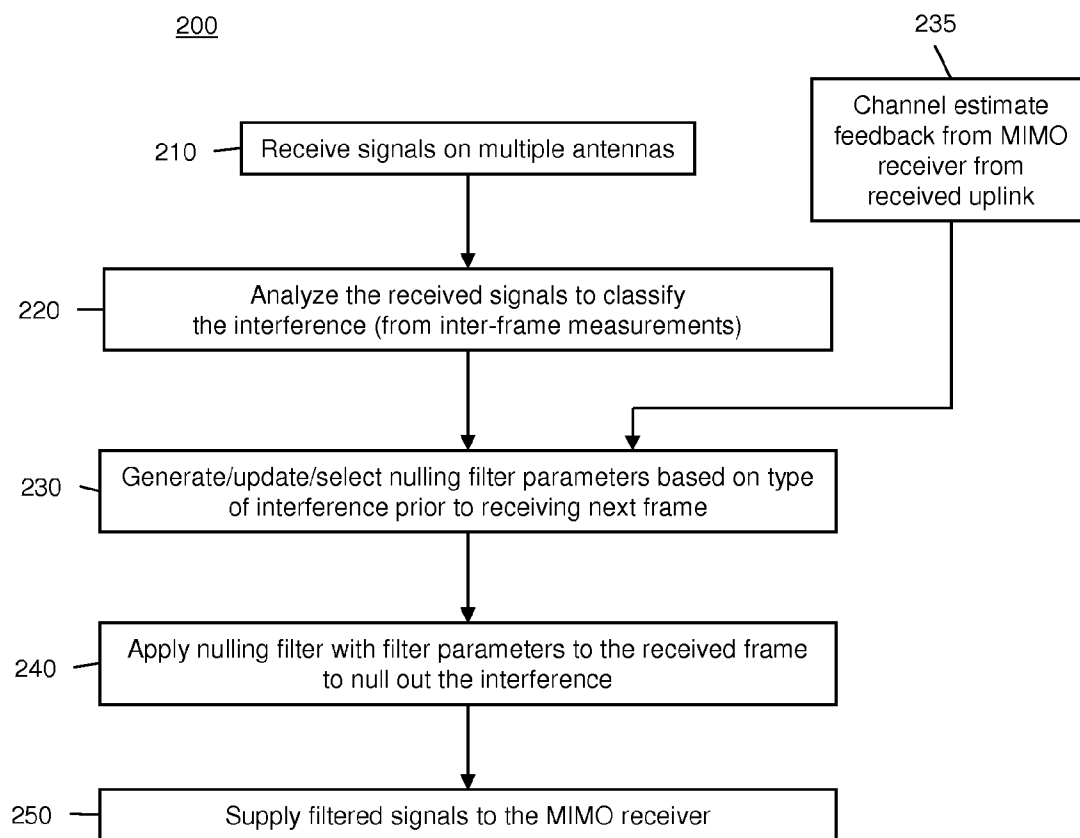 200
235
Channel estimate
feedback from MIMO
receiver from
received uplink
210
Receive signals on multiple antennas
220
Analyze the received signals to classify
the interference (from inter-frame measurements)
230
Generate/update/select nulling filter parameters based on type
of interference prior to receiving next frame
240
Apply nulling filter with filter parameters to the received frame
to null out the interference
250
Supply filtered signals to the MIMO receiver